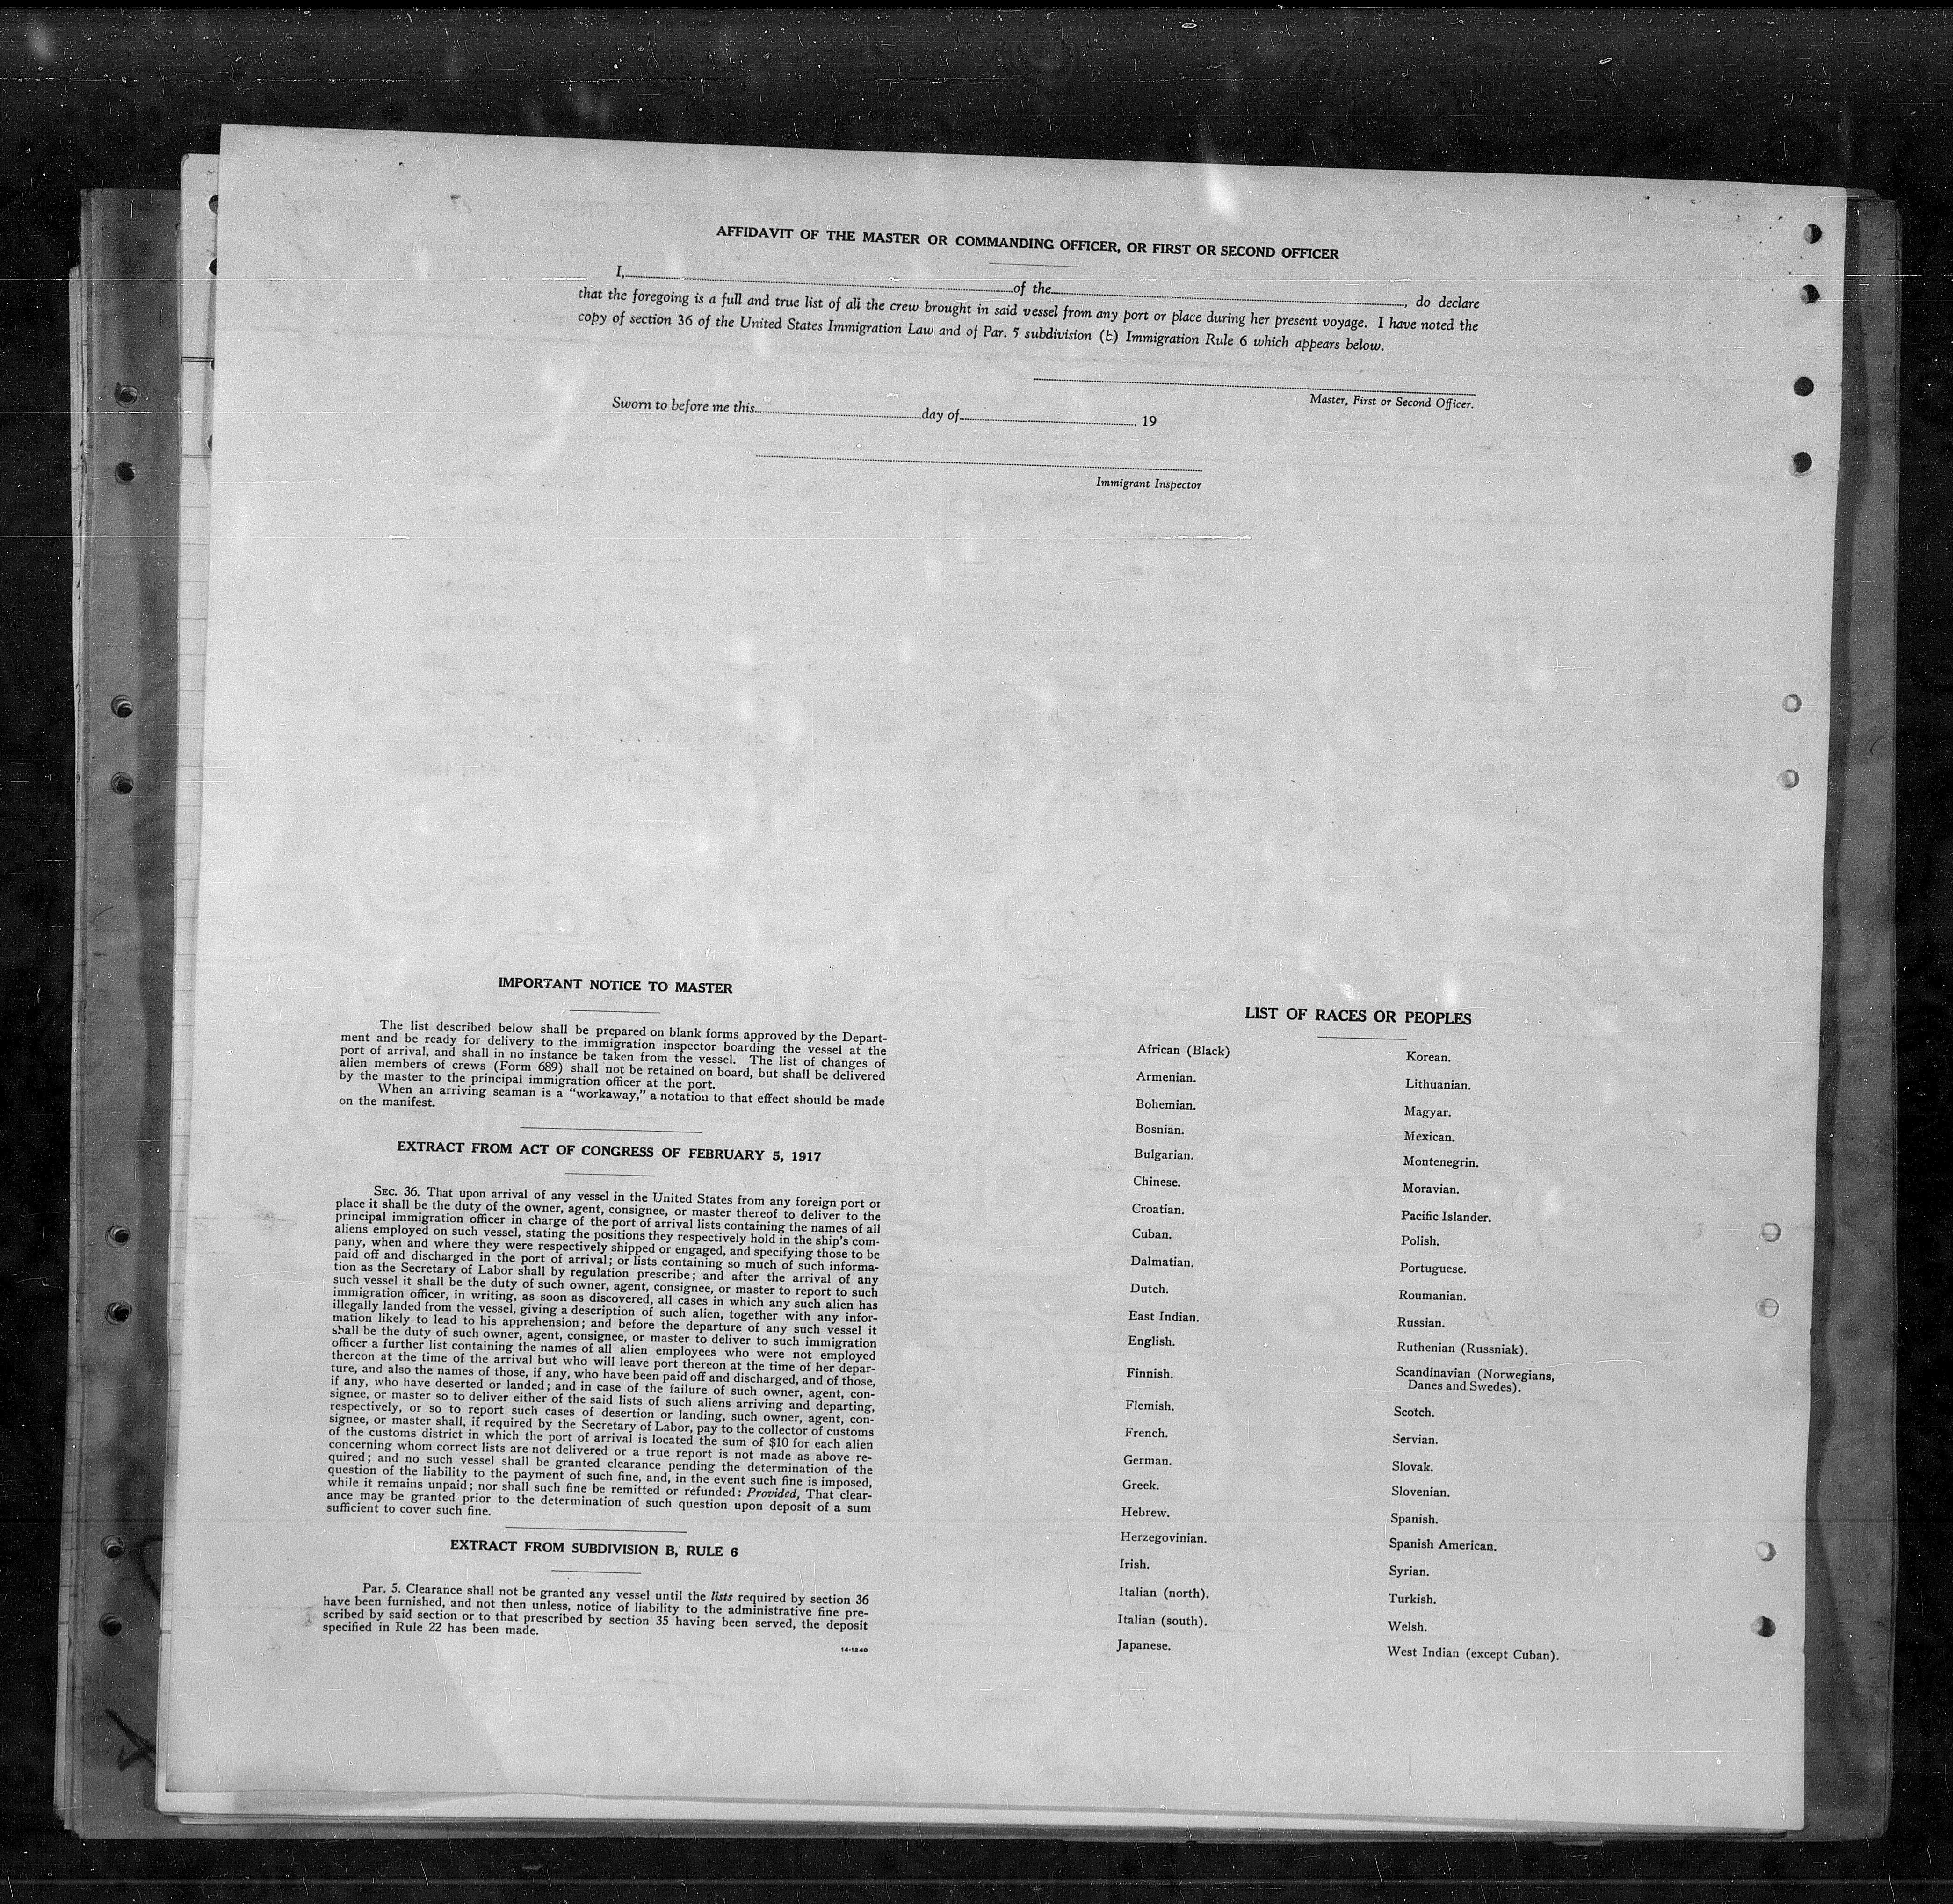 AFFIDAVIT OF THE MASTER OR COMMANDING OFFICER, OR FIRST OR SECOND OFFICER
I, of the , do declare
that the foregoing is a full and true list of all the crew brought in said vessel from any port or place during her present voyage. I have noted the
copy of section 36 of the United States Immigration Law and of Par. 5 subdivision (b) Immigration Rule 6 which appears below.
Master, First or Second Officer.
Sworn to before me this day of , 19
Immigrant Inspector
IMPORTANT NOTICE TO MASTER
The list described below shall be prepared on blank forms approved by the Depart-
ment and be ready for delivery to the immigration inspector boarding the vessel at the
port of arrival, and shall in no instance be taken from the vessel. The list of changes of
alien members of crews (Form 689) shall not be retained on board, but shall be delivered
by the master to the principal immigration officer at the port.
When an arriving seaman is a "workaway," a notation to that effect should be made
on the manifest.
EXTRACT FROM ACT OF CONGRESS OF FEBRUARY 5, 1917
SEC. 36. That upon arrival of any vessel in the United States from any foreign port or
place it shall be the duty of the owner, agent, consignee, or master thereof to deliver to the
principal immigration officer in charge of the port of arrival lists containing the names of all
aliens employed on such vessel, stating the positions they respectively hold in the ship's com-
pany, when and where they were respectively shipped or engaged, and specifying those to be
paid off and discharged in the port of arrival; or lists containing so much of such informa-
tion as the Secretary of Labor shall by regulation prescribe; and after the arrival of any
such vessel it shall be the duty of such owner, agent, consignee, or master to report to such
immigration officer, in writing, as soon as discovered, all cases in which any such alien has
illegally landed from the vessel, giving a description of such alien, together with any infor-
mation likely to lead to his apprehension; and before the departure of any such vessel it
shall be the duty of such owner, agent, consignee, or master to deliver to such immigration
officer a further list containing the names of all alien employees who were not employed
thereon at the time of the arrival but who will leave port thereon at the time of her depar-
ture, and also the names of those, if any, who have been paid off and discharged, and of those,
if any, who have deserted or landed; and in case of the failure of such owner, agent, con-
signee, or master so to deliver either of the said lists of such aliens arriving and departing,
respectively, or so to report such cases of desertion or landing, such owner, agent, con-
signee, or master shall, if required by the Secretary of Labor, pay to the collector of customs
of the customs district in which the port of arrival is located the sum of $10 for each alien
concerning whom correct lists are not delivered or a true report is not made as above re-
quired; and no such vessel shall be granted clearance pending the determination of the
question of the liability to the payment of such fine, and, in the event such fine is imposed,
while it remains unpaid; nor shall such fine be remitted or refunded: Provided, That clear-
ance may be granted prior to the determination of such question upon deposit of a sum
sufficient to cover such fine.
EXTRACT FROM SUBDIVISION B, RULE 6
Par. 5. Clearance shall not be granted any vessel until the lists required by section 36
have been furnished, and not then unless, notice of liability to the administrative fine pre-
scribed by said section or to that prescribed by section 35 having been served, the deposit
specified in Rule 22 has been made.
14-1240
LIST OF RACES OR PEOPLES
African (Black)
Armenian.
Bohemian.
Bosnian.
Bulgarian.
Chinese.
Croatian.
Cuban.
Dalmatian.
Dutch.
East Indian.
English.
Finnish.
Flemish.
French.
German.
Greek.
Hebrew.
Herzegovinian.
Irish.
Italian (north).
Italian (south).
Japanese.
Korean.
Lithuanian.
Magyar.
Mexican.
Montenegrin.
Moravian.
Pacific Islander.
Polish.
Portuguese.
Roumanian.
Russian.
Ruthenian (Russniak).
Scandinavian (Norwegians,
Danes and Swedes).
Scotch.
Servian.
Slovak.
Slovenian.
Spanish.
Spanish American.
Syrian.
Turkish.
Welsh.
West Indian (except Cuban).